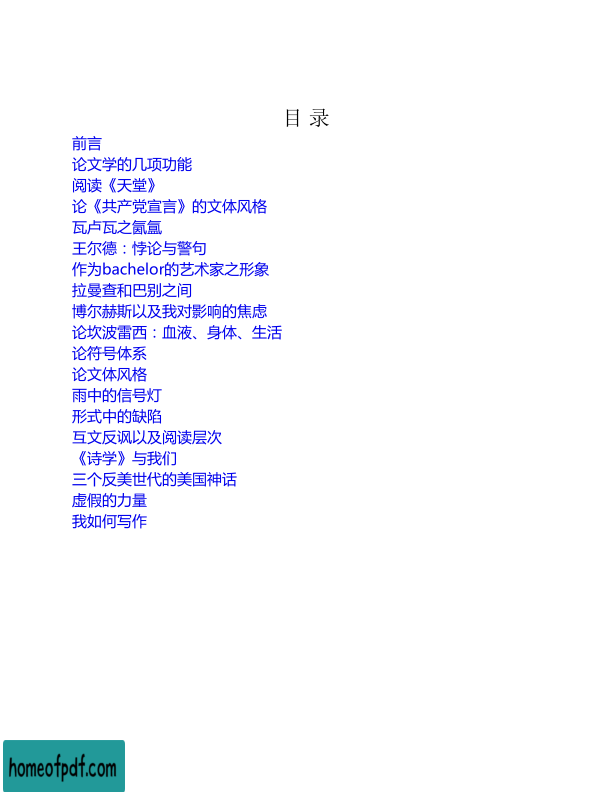 目 录
前言
论文学的几项功能
阅读《天堂》
论《共产党宣言》的文体风格
瓦卢瓦之氤氲
王尔德：悖论与警句
作为bachelor的艺术家之形象
拉曼查和巴别之间
博尔赫斯以及我对影响的焦虑
论坎波雷西：血液、身体、生活
论符号体系
论文体风格
雨中的信号灯
形式中的缺陷
互文反讽以及阅读层次
《诗学》与我们
三个反美世代的美国神话
虚假的力量
我如何写作
homeofpdf.com